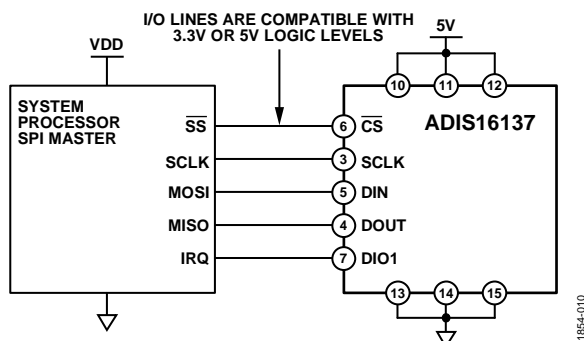 I/O LINES ARE COMPATIBLE WITH
3.3V OR 5V LOGIC LEVELS
VDD
5V
10
11
12
SYSTEM
PROCESSOR
SPI MASTER
ADIS16137
SS
6
CS
SCLK
3
SCLK
MOSI
5
DIN
MISO
4
DOUT
IRQ
7
DIO1
13
14
15
1854-010